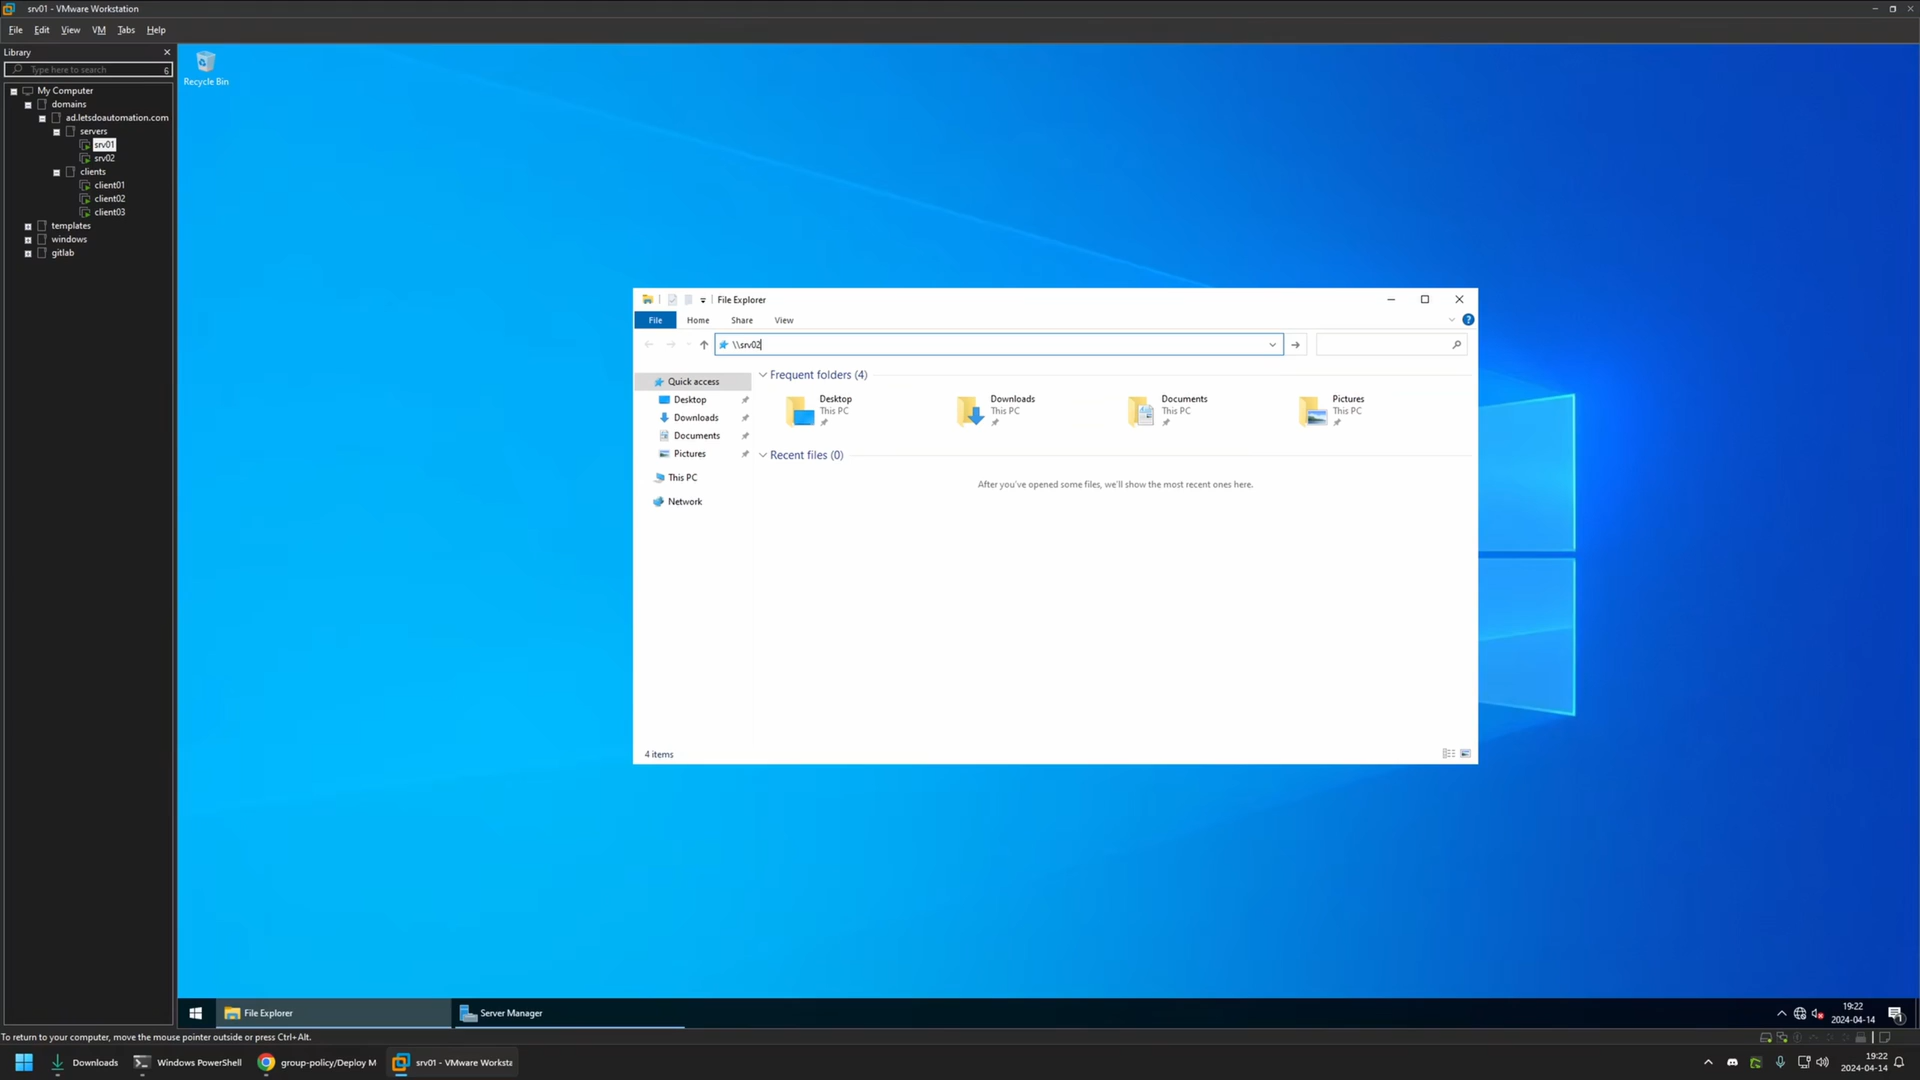 srv01 - VMware Workstation
File Edit View VM Tabs Help
Library
Type here to search
6
My Computer
domains
ad.letsdoautomation.com
servers
srv01
srv02
clients
client01
client02
client03
templates
windows
gitlab
Recycle Bin
File Explorer
File Home Share View
\\srv02
Quick access
Desktop
Downloads
Documents
Pictures
This PC
Network
Frequent folders (4)
Desktop
This PC
Downloads
This PC
Documents
This PC
Pictures
This PC
Recent files (0)
After you've opened some files, we'll show the most recent ones here.
4 items
File Explorer
Server Manager
19:22
2024-04-14
1
To return to your computer, move the mouse pointer outside or press Ctrl+Alt.
Downloads
Windows PowerShell
group-policy/Deploy M
srv01 - VMware Worksta
19:22
2024-04-14